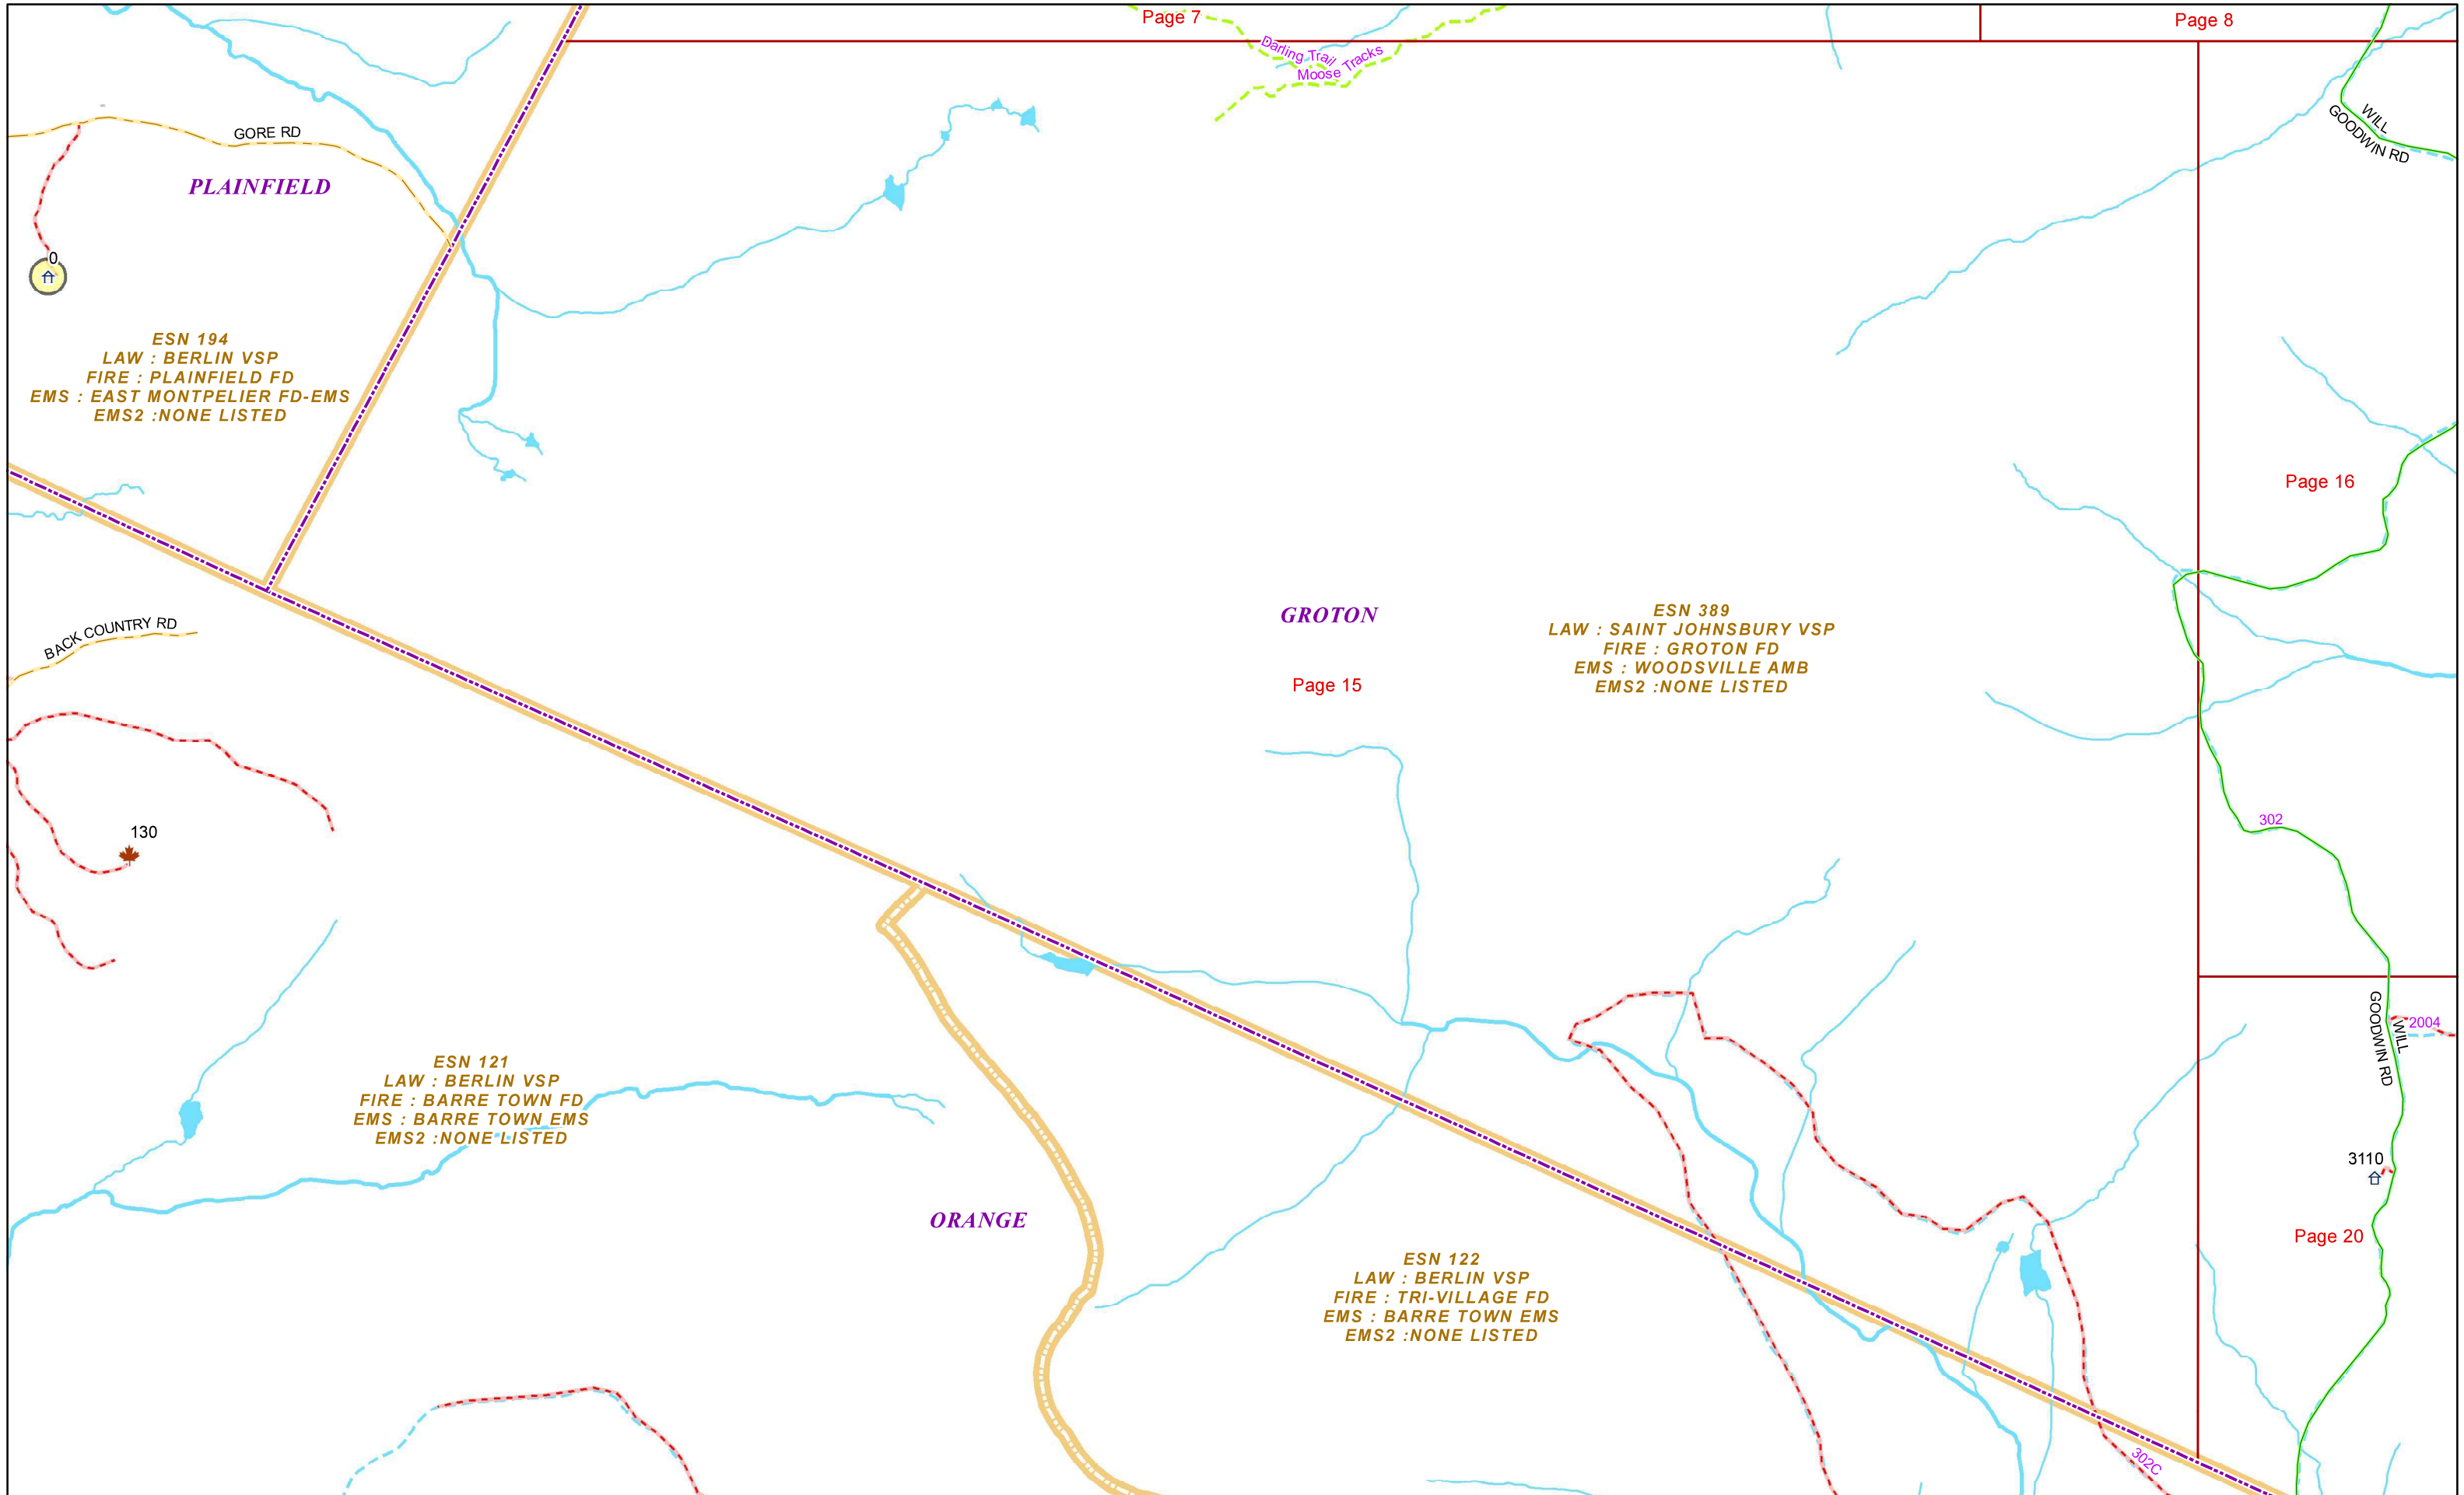 Page 7
Page 8
Darling Trail
Moose Tracks
WILL
GOODWIN RD
GORE RD
PLAINFIELD
0
ESN 194
LAW : BERLIN VSP
FIRE : PLAINFIELD FD
EMS : EAST MONTPELIER FD-EMS
EMS2 :NONE LISTED
Page 16
BACK COUNTRY RD
GROTON
ESN 389
LAW : SAINT JOHNSBURY VSP
FIRE : GROTON FD
EMS : WOODSVILLE AMB
EMS2 :NONE LISTED
Page 15
302
130
WILL
GOODWIN RD
2004
ESN 121
LAW : BERLIN VSP
FIRE : BARRE TOWN FD
EMS : BARRE TOWN EMS
EMS2 :NONE LISTED
3110
ORANGE
Page 20
ESN 122
LAW : BERLIN VSP
FIRE : TRI-VILLAGE FD
EMS : BARRE TOWN EMS
EMS2 :NONE LISTED
302C